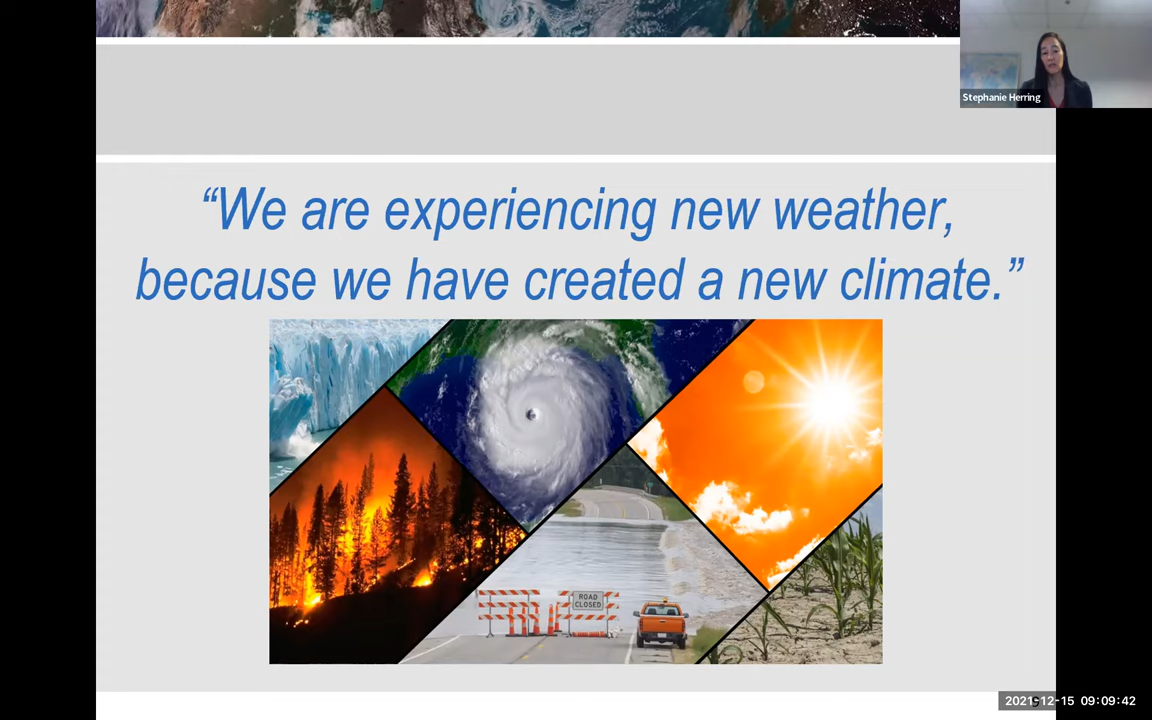 Stephanie Herring
“We are experiencing new weather,
because we have created a new climate.”
ROAD
CLOSED
2021-12-15 09:09:42